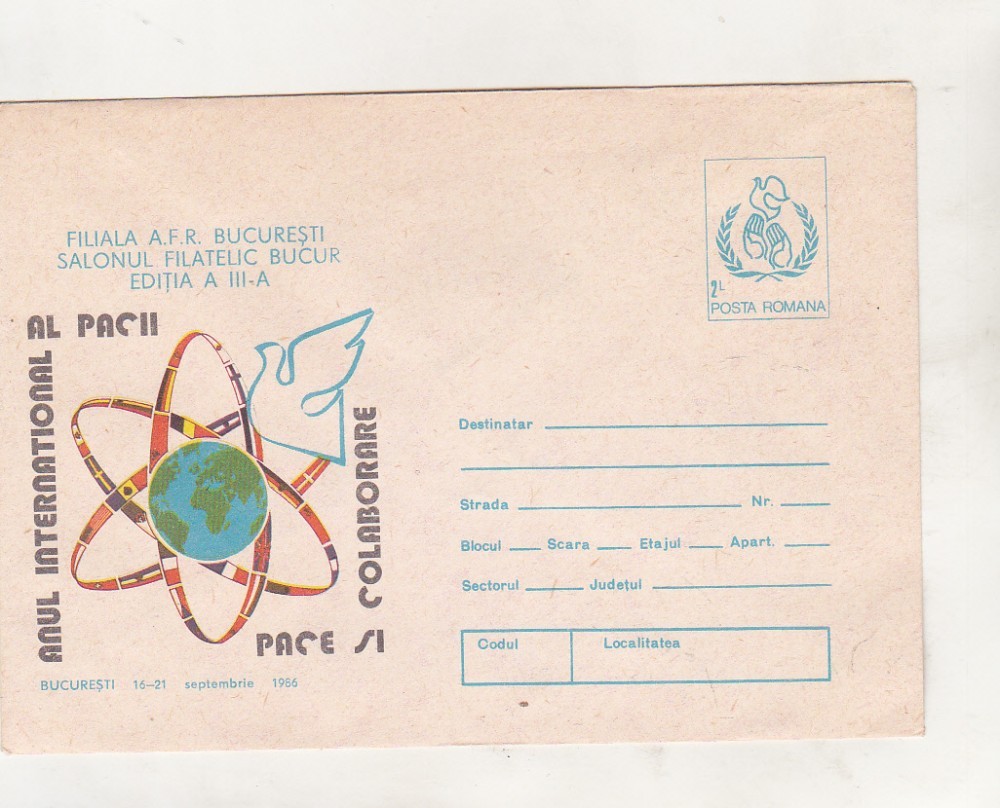 FILIALA A.F.R. BUCUREȘTI
SALONUL FILATELIC BUCUR
EDIȚIA A III-A
ANUL INTERNATIONAL
AL PACII
PACE SI
COLABORARE
BUCUREȘTI 16-21 septembrie 1986
2L
POSTA ROMANA
Destinatar
Strada Nr.
Blocul Scara Etajul Apart.
Sectorul Județul
Codul Localitatea